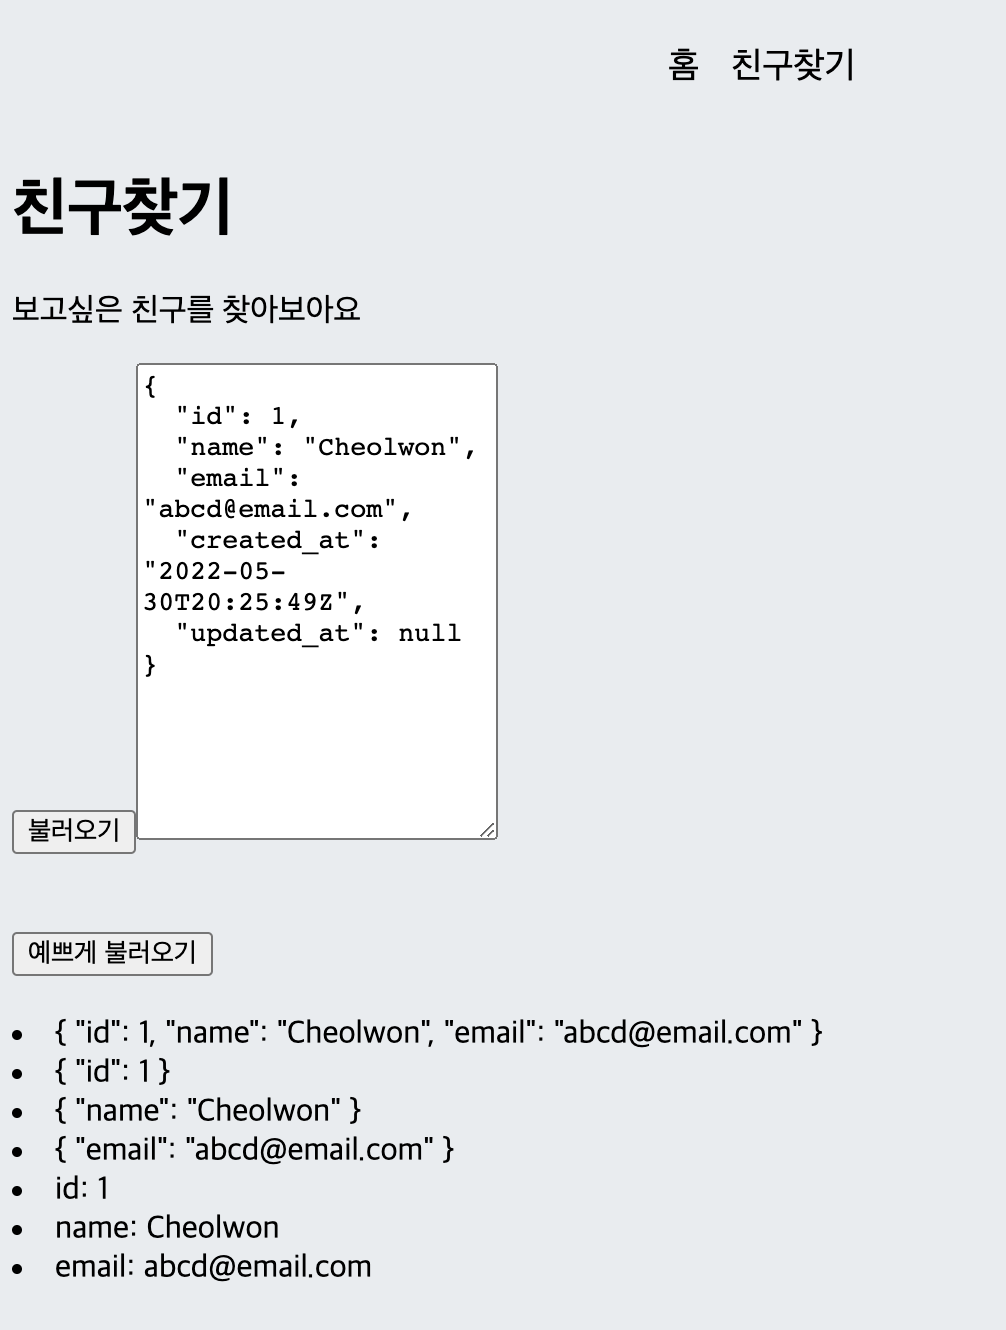 홈 친구찾기
친구찾기
보고싶은 친구를 찾아보아요
{
"id": 1,
"name": "Cheolwon",
"email":
"abcd@email.com",
"created_at":
"2022-05-
30T20:25:49Z",
"updated_at": null
}
불러오기
예쁘게 불러오기
{ "id": 1, "name": "Cheolwon", "email": "abcd@email.com" }
{ "id": 1 }
{ "name": "Cheolwon" }
{ "email": "abcd@email.com" }
id: 1
name: Cheolwon
email: abcd@email.com